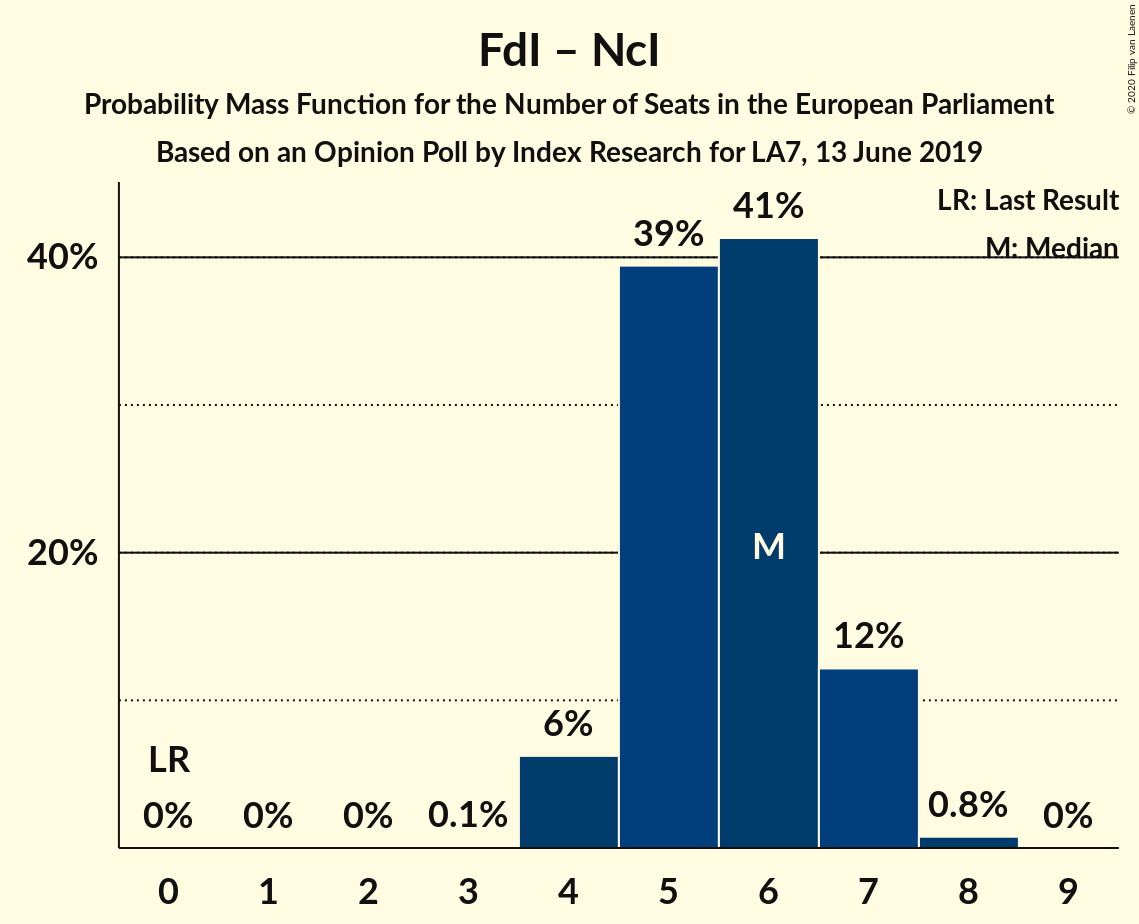 FdI – NcI
Probability Mass Function for the Number of Seats in the European Parliament
Based on an Opinion Poll by Index Research for LA7, 13 June 2019
© 2020 Filip van Laenen
LR: Last Result
M: Median
40%
20%
LR
0%
0%
0%
0.1%
6%
39%
41%
M
12%
0.8%
0%
0 1 2 3 4 5 6 7 8 9